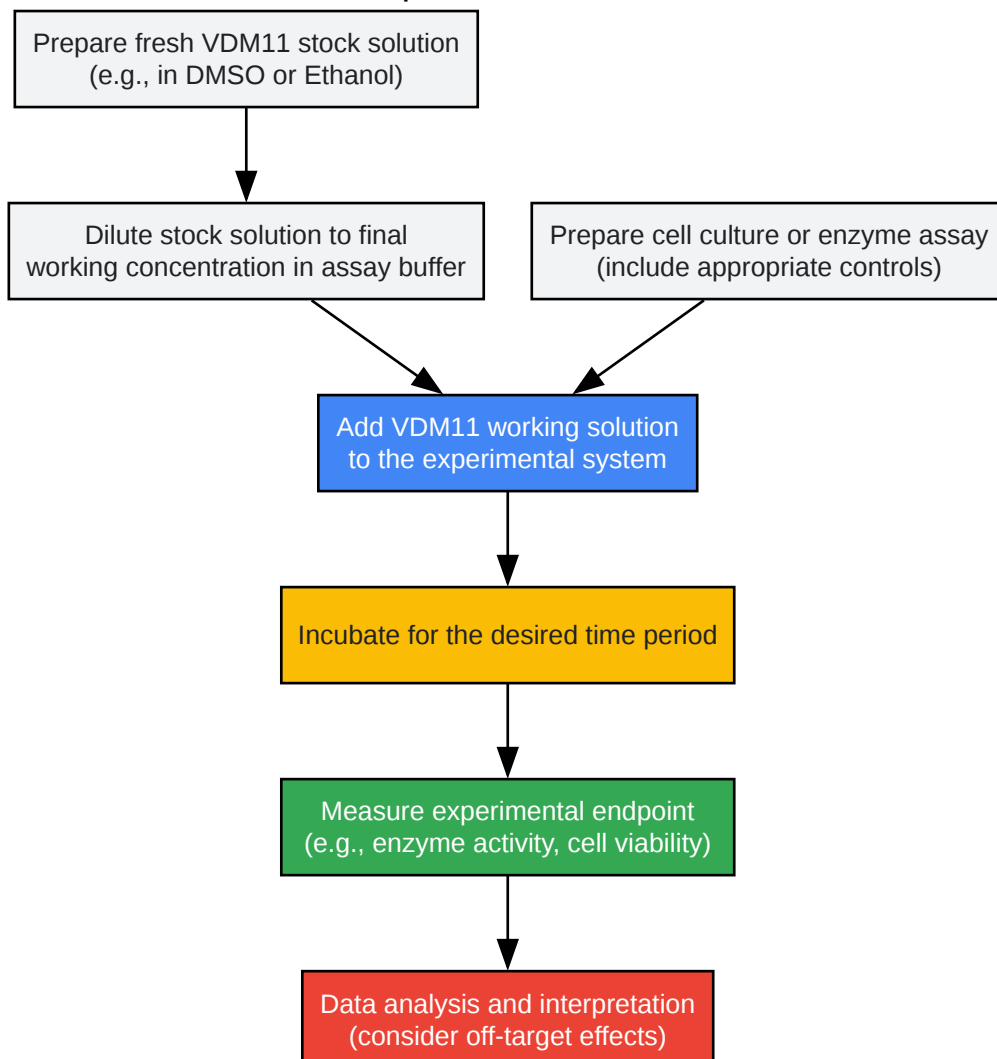 Prepare fresh VDM11 stock solution
(e.g., in DMSO or Ethanol)
Dilute stock solution to final
working concentration in assay buffer
Prepare cell culture or enzyme assay
(include appropriate controls)
Add VDM11 working solution
to the experimental system
Incubate for the desired time period
Measure experimental endpoint
(e.g., enzyme activity, cell viability)
Data analysis and interpretation
(consider off-target effects)